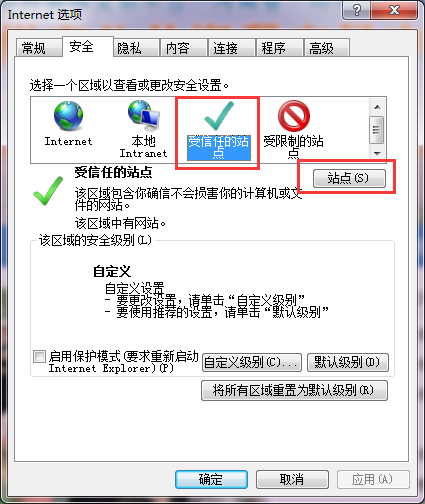 Internet 选项
常规 安全 隐私 内容 连接 程序 高级
选择一个区域以查看或更改安全设置。
Internet
本地
Intranet
受信任的站
点
受限制的站
点
受信任的站点
站点(S)
该区域包含你确信不会损害你的计算机或文
件的网站。
该区域中有网站。
该区域的安全级别(L)
自定义
自定义设置
- 要更改设置，请单击“自定义级别”
- 要使用推荐的设置，请单击“默认级别”
启用保护模式(要求重新启动
Internet Explorer)(P)
自定义级别(C)...
默认级别(D)
将所有区域重置为默认级别(R)
确定 取消 应用(A)